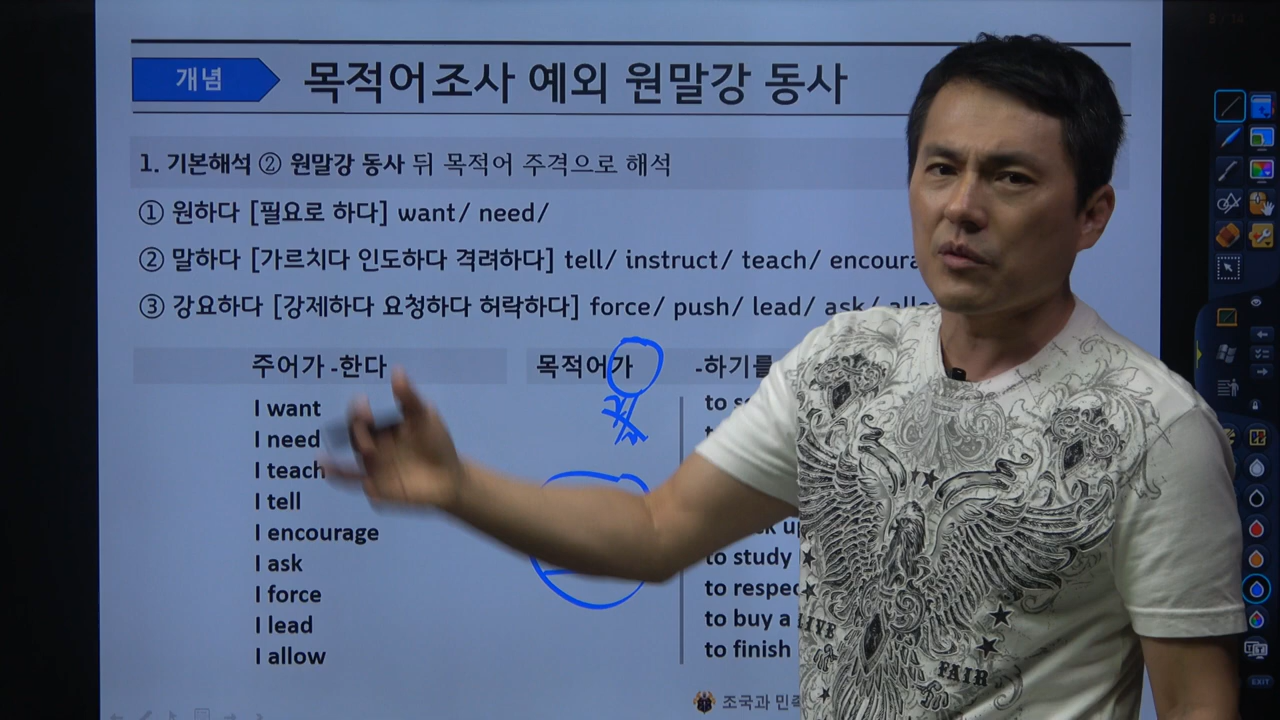 개념 목적어조사 예외 원말강 동사
1. 기본해석 ② 원말강 동사 뒤 목적어 주격으로 해석
① 원하다 [필요로 하다] want/ need/
② 말하다 [가르치다 인도하다 격려하다] tell/ instruct/ teach/
③ 강요하다 [강제하다 요청하다 허락하다] force/ push/ lead/ ask/
주어가 -한다 목적어가 -하기를
I want to
I need
I teach
I tell
I encourage
I ask to study
I force to
I lead to buy a
I allow to finish
조국과
LIVE
FAIR
EXIT